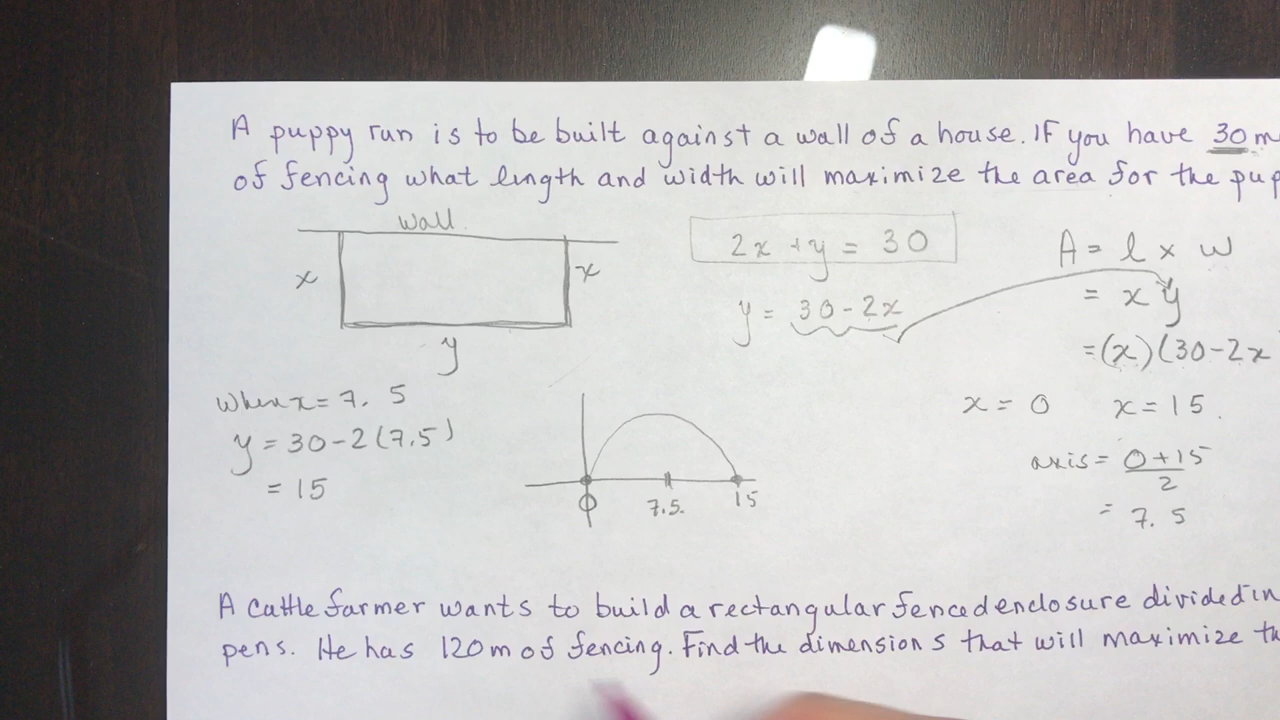 A puppy run is to be built against a wall of a house. If you have 30 m
of fencing what length and width will maximize the area for the pup
wall.
x
x
y
2x + y = 30
y = 30-2x
A = l x w
= xy
=(x)(30-2x
x = 0 x = 15.
axis = 0+15
2
= 7.5
when x = 7.5
y = 30-2(7.5)
= 15
0
7.5.
15
A cattle farmer wants to build a rectangular fenced enclosure divided in
pens. He has 120m of fencing. Find the dimensions that will maximize th